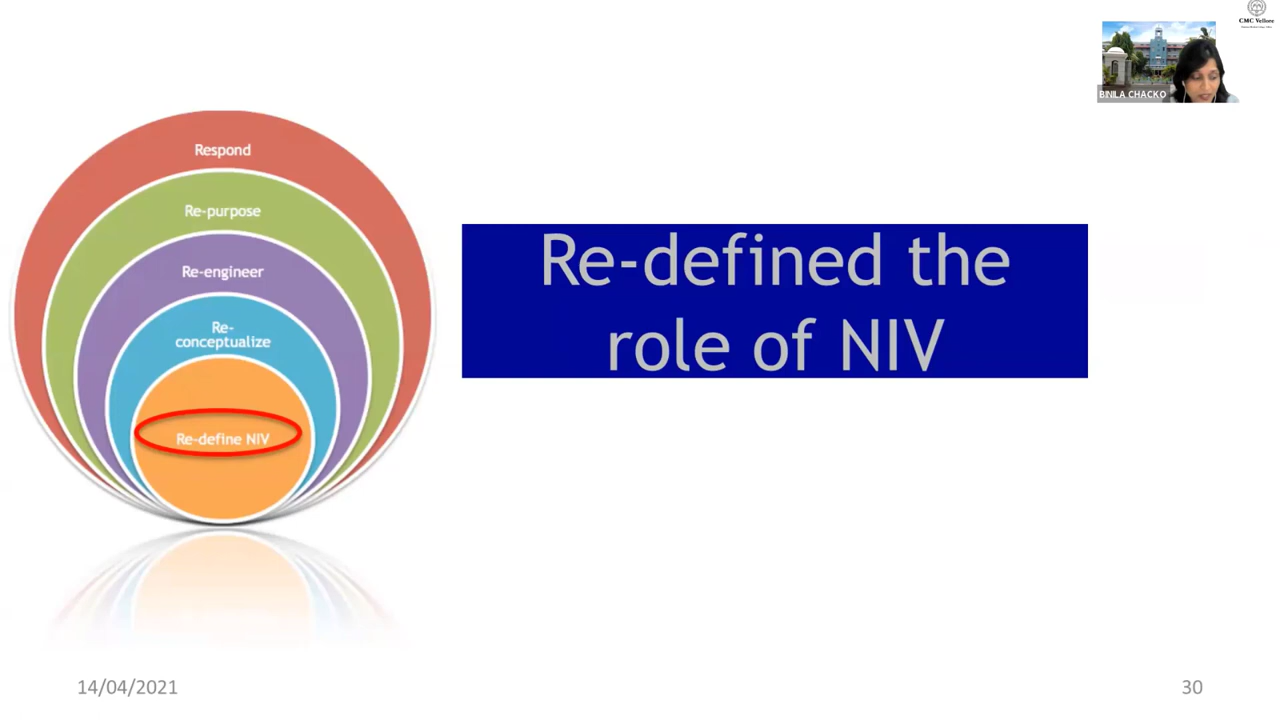 CMC Vellore
BINILA CHACKO
Respond
Re-purpose
Re-engineer
Re-
conceptualize
Re-define NIV
Re-defined the
role of NIV
14/04/2021
30